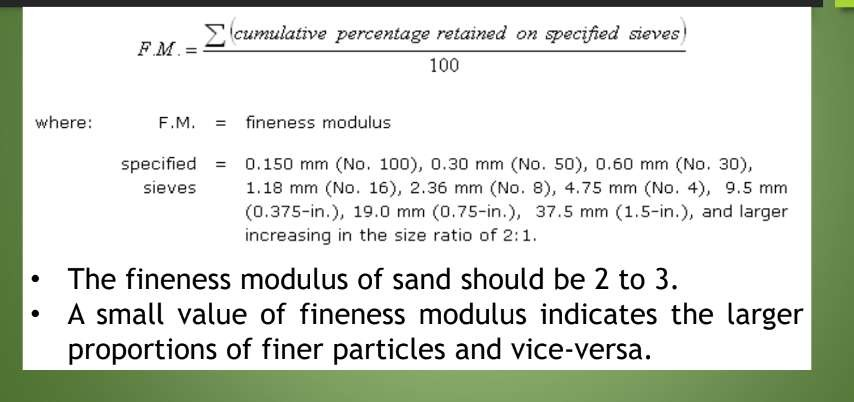 F.M. = ∑(cumulative percentage retained on specified sieves)
100
where: F.M. = fineness modulus
specified = 0.150 mm (No. 100), 0.30 mm (No. 50), 0.60 mm (No. 30),
sieves 1.18 mm (No. 16), 2.36 mm (No. 8), 4.75 mm (No. 4), 9.5 mm
(0.375-in.), 19.0 mm (0.75-in.), 37.5 mm (1.5-in.), and larger
increasing in the size ratio of 2:1.
• The fineness modulus of sand should be 2 to 3.
• A small value of fineness modulus indicates the larger
proportions of finer particles and vice-versa.